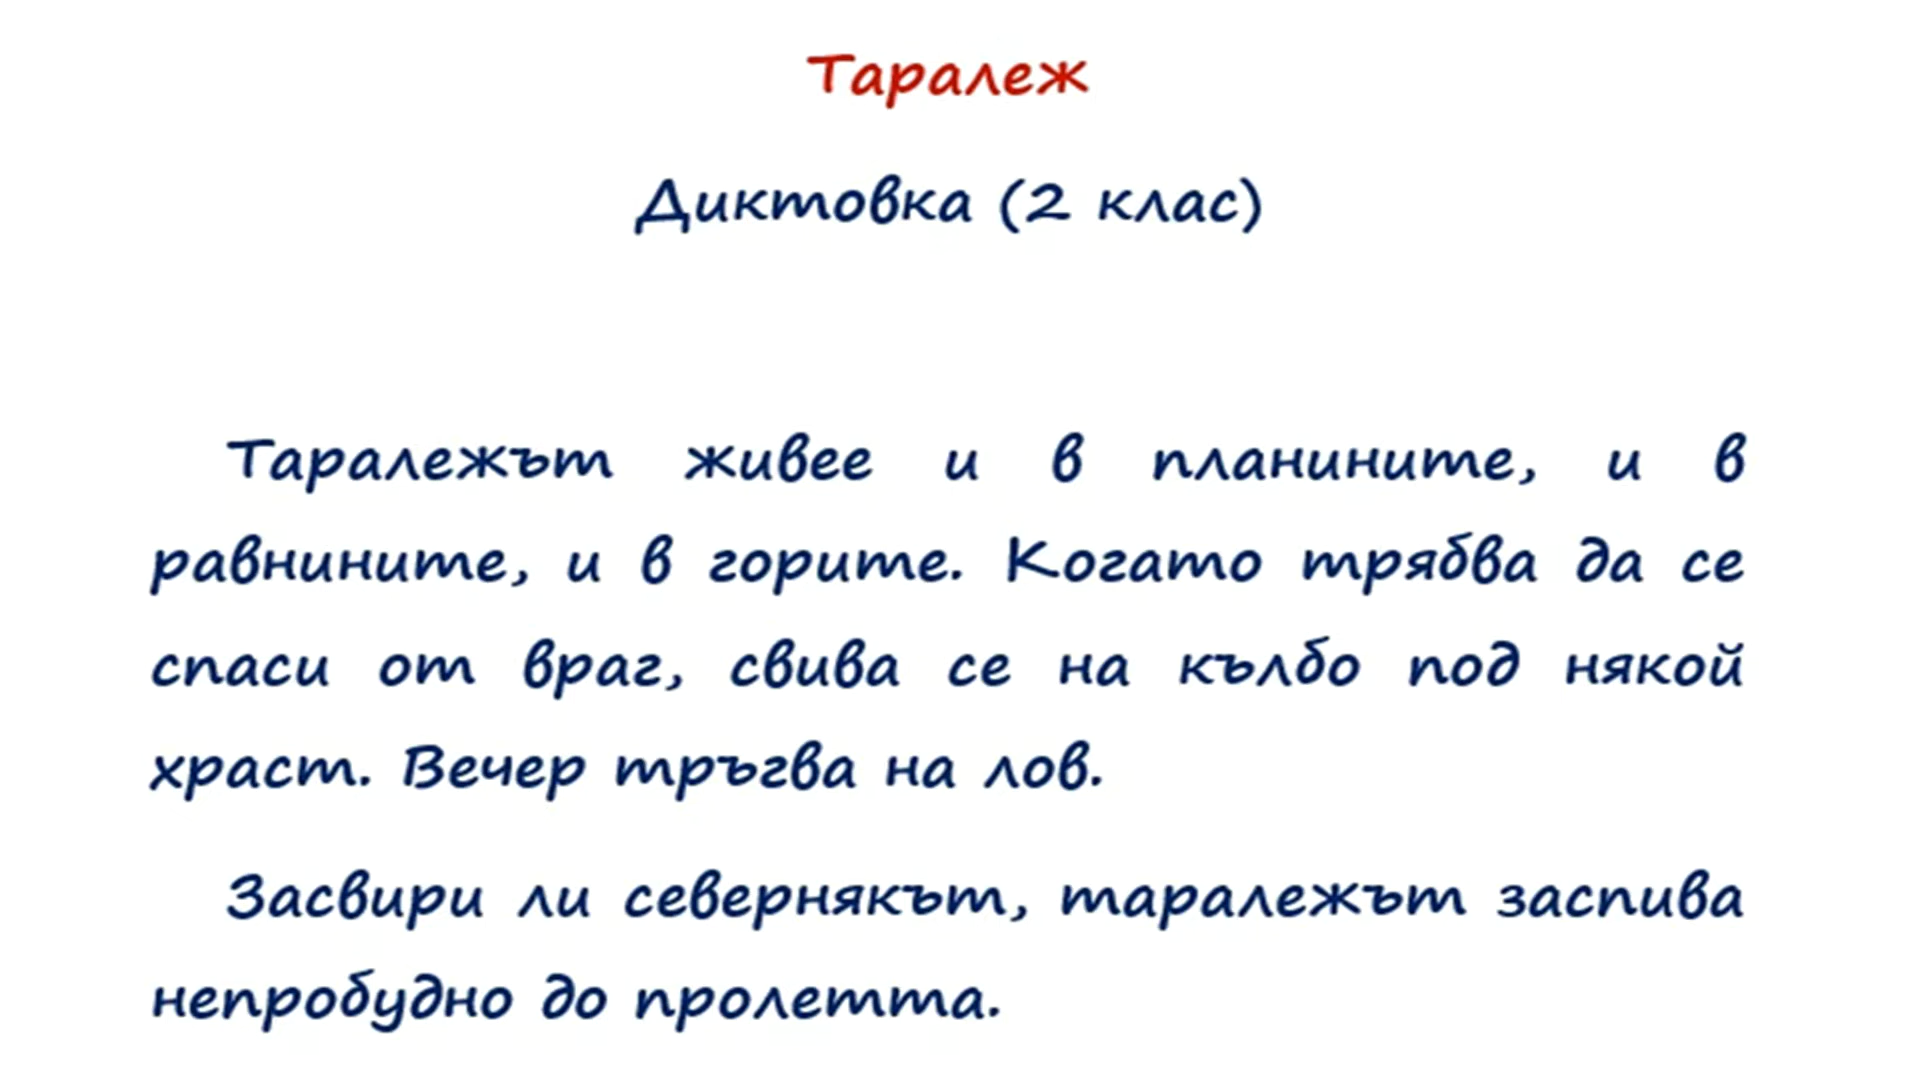 Таралеж
Диктовка (2 клас)
Таралежът живее и в планините, и в
равнините, и в горите. Когато трябва да се
спаси от враг, свива се на кълбо под някой
храст. Вечер тръгва на лов.
Засвири ли севернякът, таралежът заспива
непробудно до пролетта.